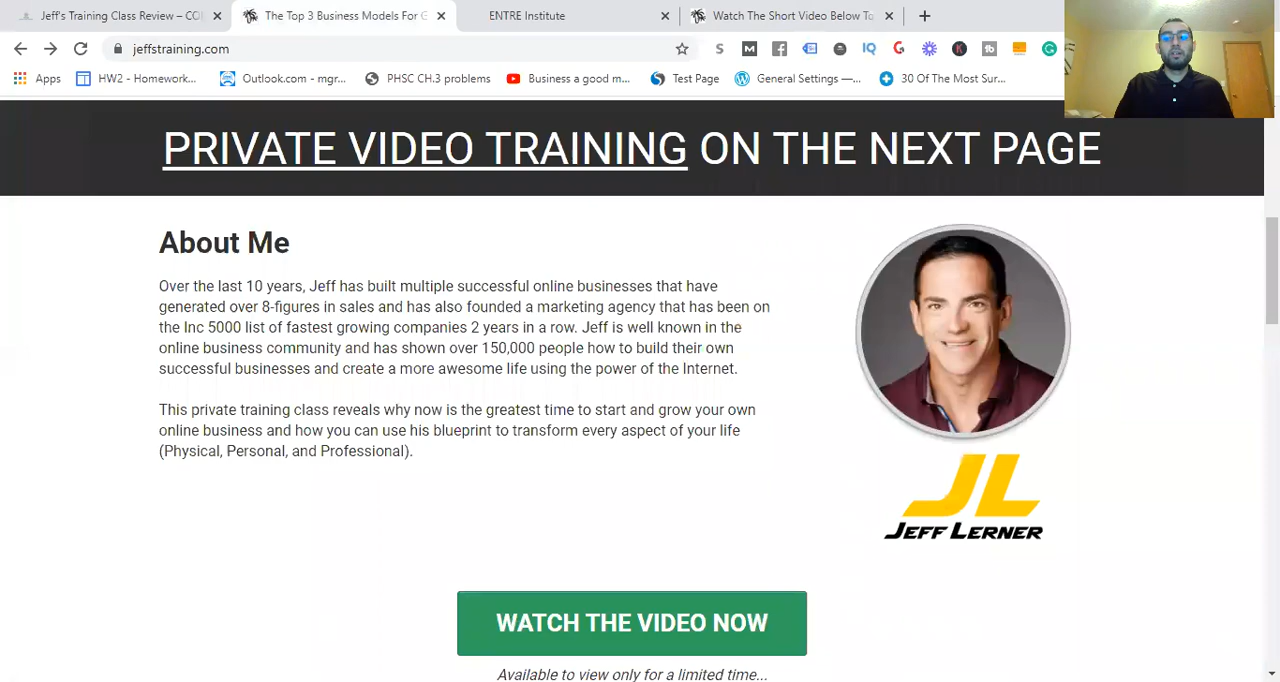 Jeff's Training Class Review – CO
The Top 3 Business Models For G
ENTRE Institute
Watch The Short Video Below To
jeffstraining.com
Apps
HW2 - Homework...
Outlook.com - mgr...
PHSC CH.3 problems
Business a good m...
Test Page
General Settings —...
30 Of The Most Sur...
PRIVATE VIDEO TRAINING ON THE NEXT PAGE
About Me
Over the last 10 years, Jeff has built multiple successful online businesses that have
generated over 8-figures in sales and has also founded a marketing agency that has been on
the Inc 5000 list of fastest growing companies 2 years in a row. Jeff is well known in the
online business community and has shown over 150,000 people how to build their own
successful businesses and create a more awesome life using the power of the Internet.
This private training class reveals why now is the greatest time to start and grow your own
online business and how you can use his blueprint to transform every aspect of your life
(Physical, Personal, and Professional).
JL
JEFF LERNER
WATCH THE VIDEO NOW
Available to view only for a limited time...